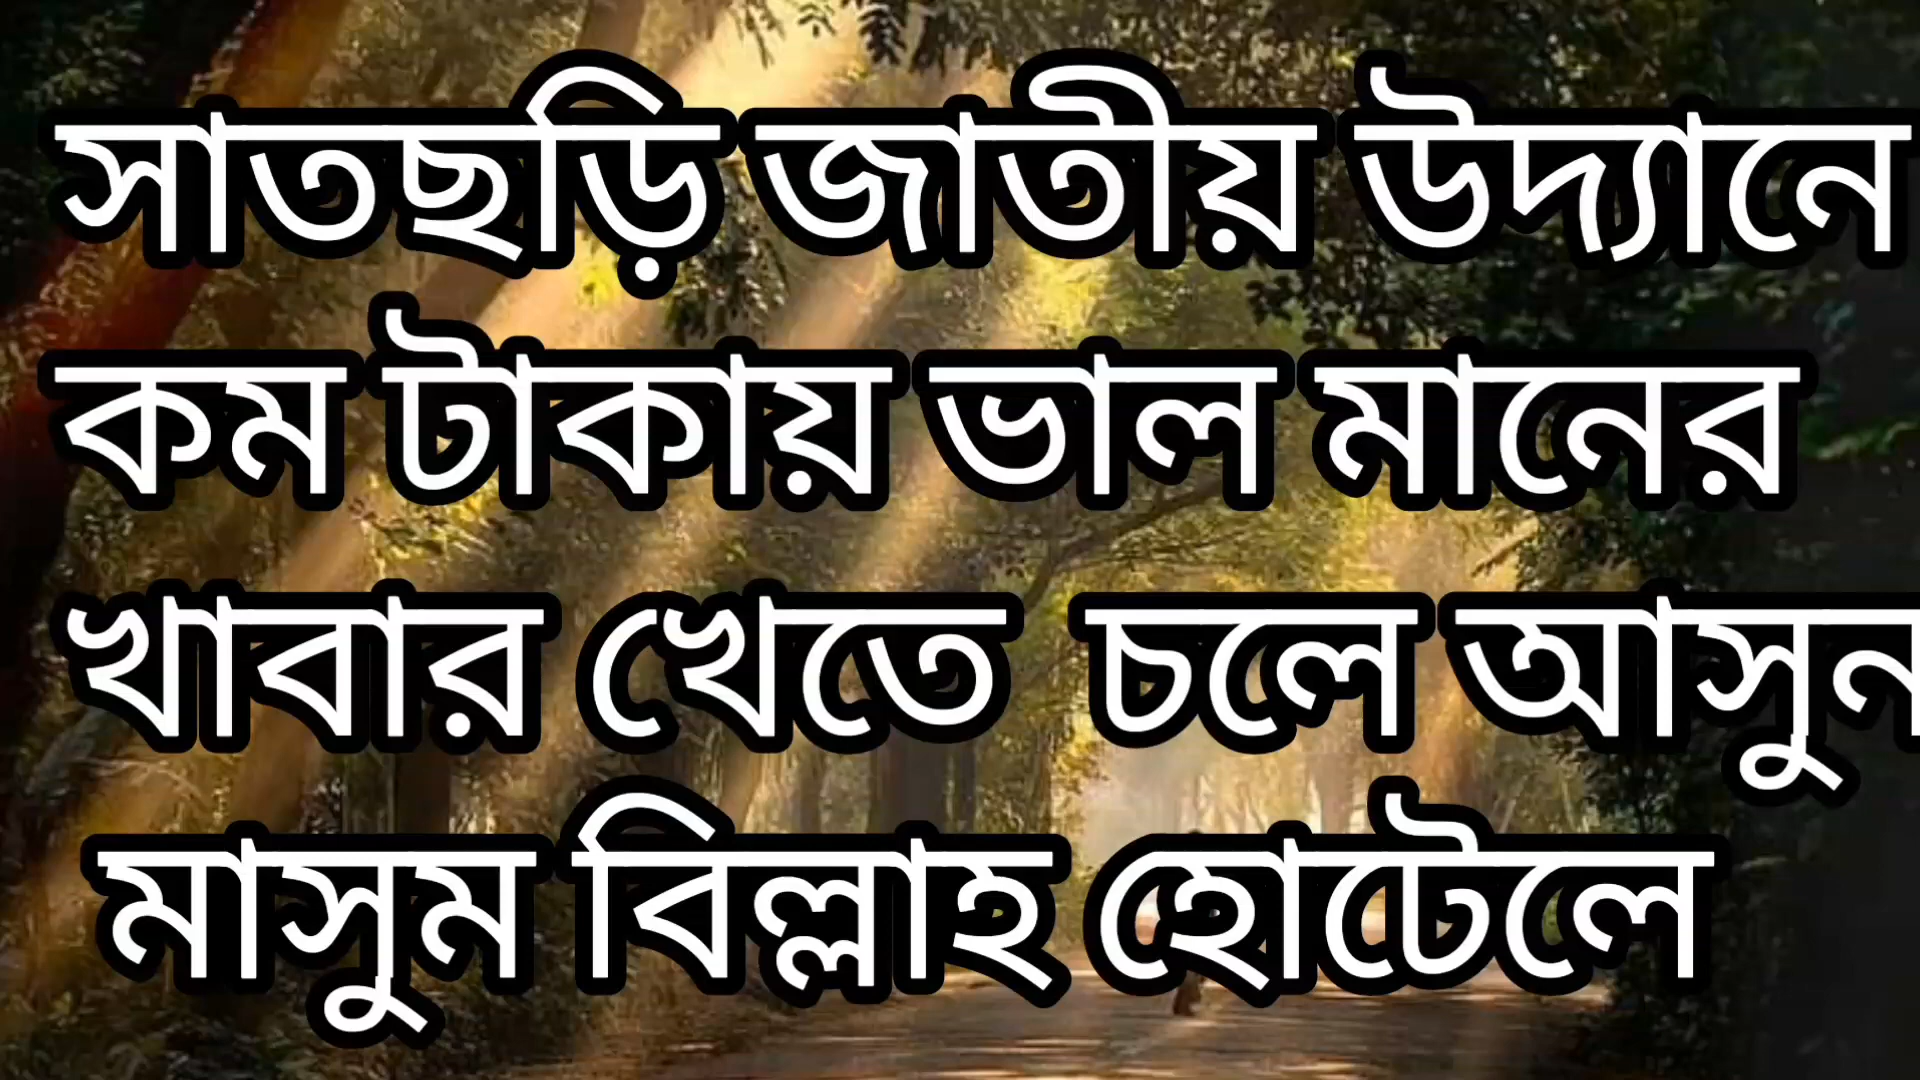 সাতছড়ি জাতীয় উদ্যানে
কম টাকায় ভাল মানের
খাবার খেতে চলে আসুন
মাসুম বিল্লাহ হোটেলে